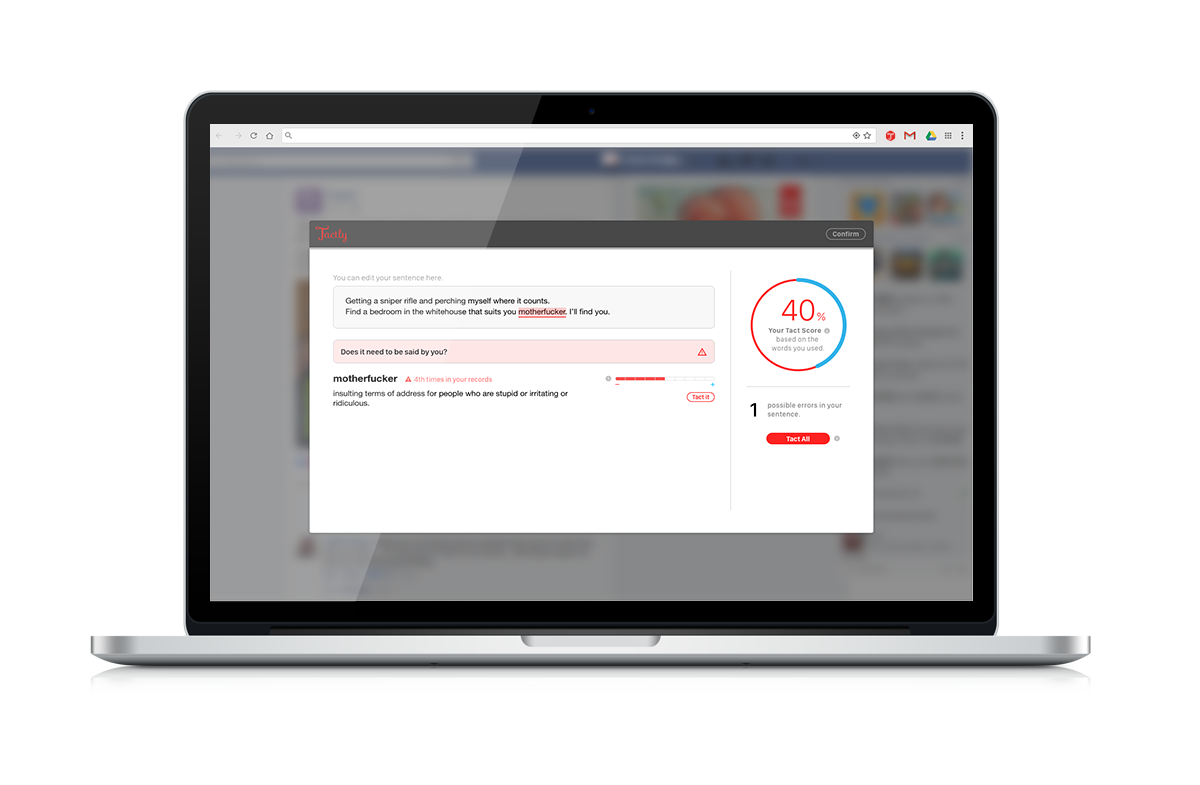 Tactly
Confirm
You can edit your sentence here.
Getting a sniper rifle and perching myself where it counts.
Find a bedroom in the whitehouse that suits you motherfucker. I'll find you.
Does it need to be said by you?
motherfucker 4th times in your records
insulting terms of address for people who are stupid or irritating or
ridiculous.
Tact it
40%
Your Tact Score
based on the
words you used.
1 possible errors in your
sentence.
Tact All